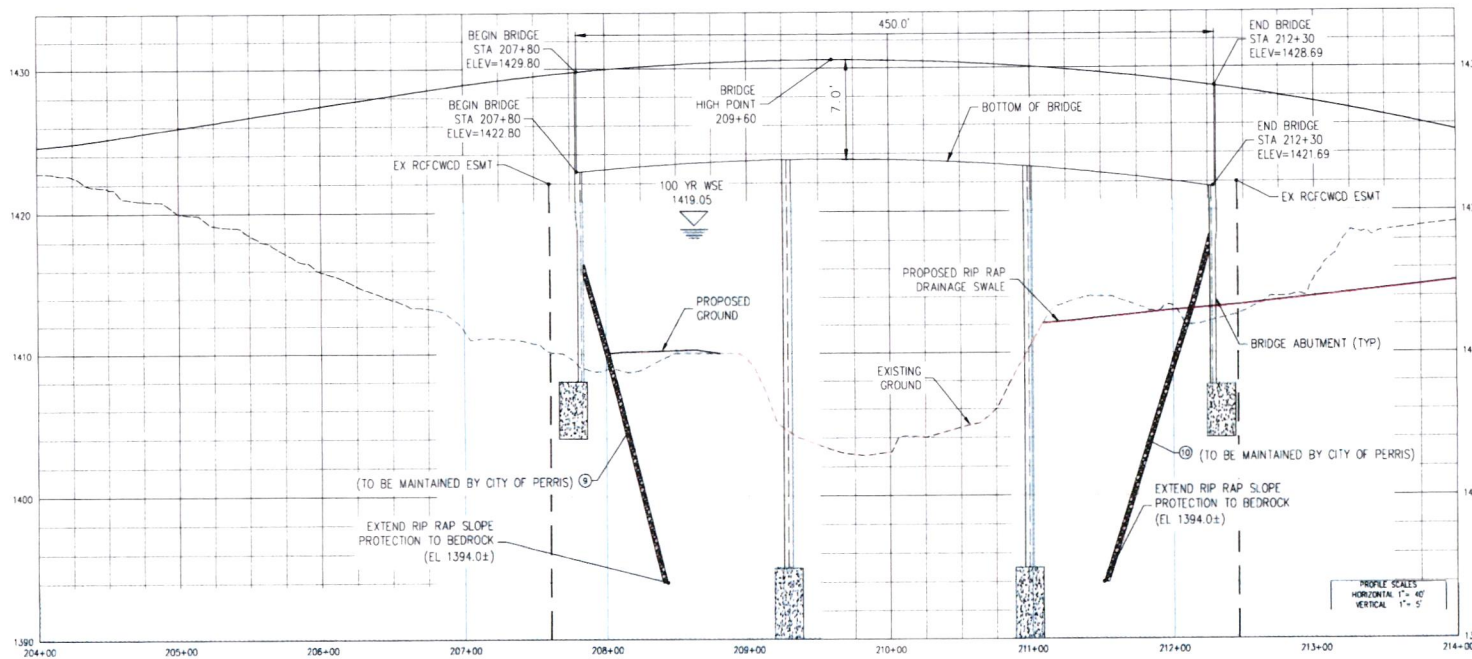 450.0'
BEGIN BRIDGE
STA 207+80
ELEV=1429.80
END BRIDGE
STA 212+30
ELEV=1428.69
1430
BRIDGE
HIGH POINT
209+60
7.0'
BOTTOM OF BRIDGE
BEGIN BRIDGE
STA 207+80
ELEV=1422.80
END BRIDGE
STA 212+30
ELEV=1421.69
EX RCFCWCD ESMT
100 YR WSE
1419.05
EX RCFCWCD ESMT
1420
PROPOSED RIP RAP
DRAINAGE SWALE
PROPOSED
GROUND
BRIDGE ABUTMENT (TYP)
1410
EXISTING
GROUND
(TO BE MAINTAINED BY CITY OF PERRIS) 9
10 (TO BE MAINTAINED BY CITY OF PERRIS)
1400
EXTEND RIP RAP SLOPE
PROTECTION TO BEDROCK
(EL 1394.0±)
EXTEND RIP RAP SLOPE
PROTECTION TO BEDROCK
(EL 1394.0±)
PROFILE SCALES
HORIZONTAL 1"= 40'
VERTICAL 1"= 5'
1390
204+00 205+00 206+00 207+00 208+00 209+00 210+00 211+00 212+00 213+00 214+00